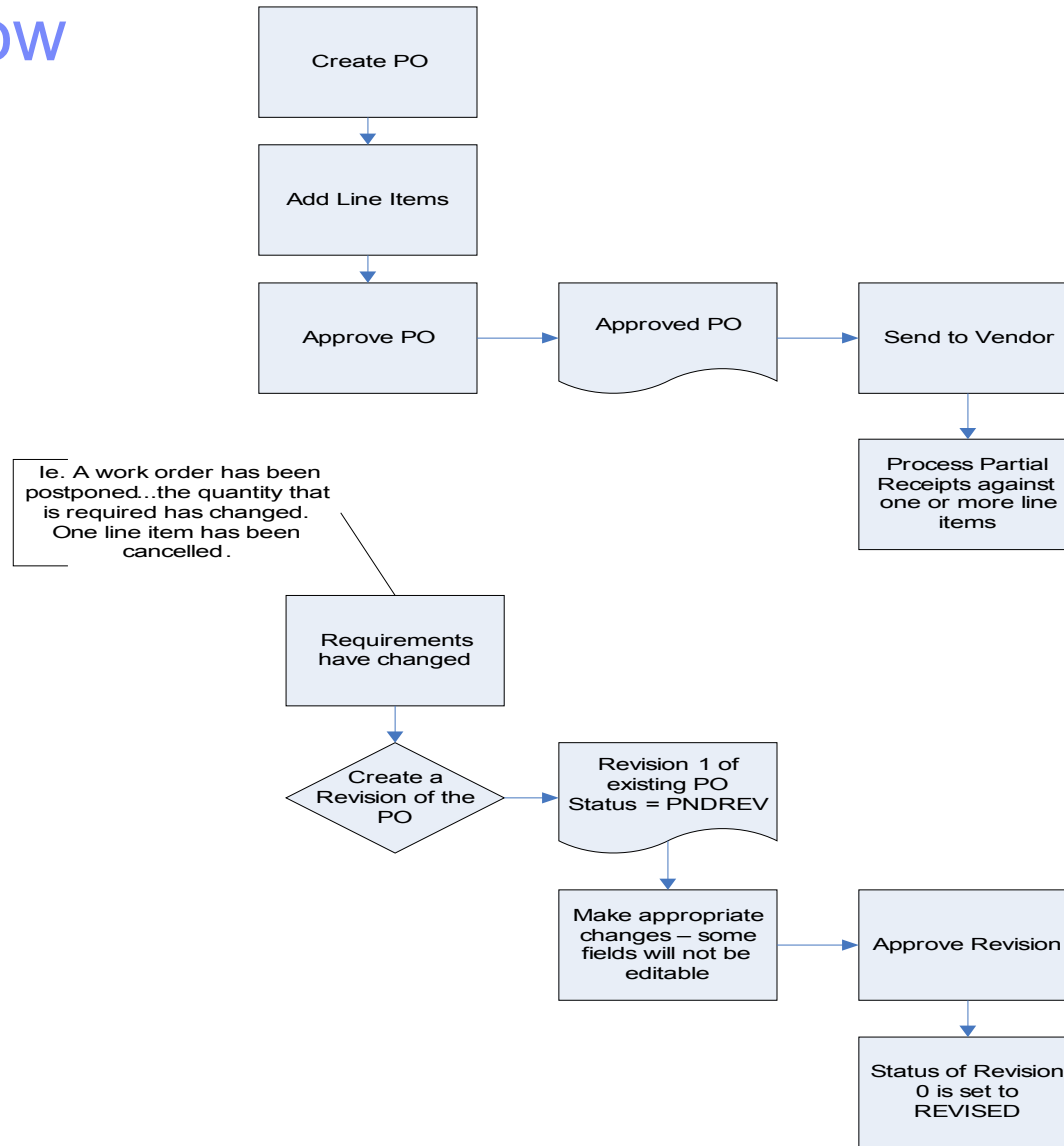 ow
Create PO
Add Line Items
Approve PO
Approved PO
Send to Vendor
Process Partial
Receipts against
one or more line
items
Ie. A work order has been
postponed...the quantity that
is required has changed.
One line item has been
cancelled.
Requirements
have changed
Create a
Revision of the
PO
Revision 1 of
existing PO
Status = PNDREV
Make appropriate
changes – some
fields will not be
editable
Approve Revision
Status of Revision
0 is set to
REVISED